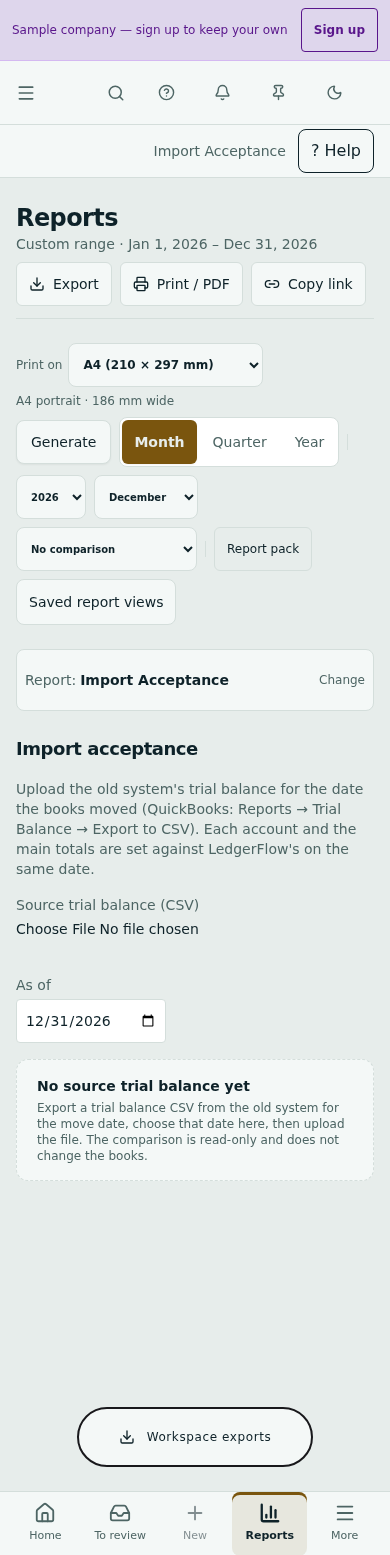 Sample company — sign up to keep your own
Sign up
Import Acceptance
? Help
Reports
Custom range · Jan 1, 2026 – Dec 31, 2026
Export
Print / PDF
Copy link
Print on
A4 (210 × 297 mm)
A4 portrait · 186 mm wide
Generate
Month
Quarter
Year
2026
December
No comparison
Report pack
Saved report views
Report: Import Acceptance
Change
Import acceptance
Upload the old system's trial balance for the date
the books moved (QuickBooks: Reports → Trial
Balance → Export to CSV). Each account and the
main totals are set against LedgerFlow's on the
same date.
Source trial balance (CSV)
Choose File No file chosen
As of
12/31/2026
No source trial balance yet
Export a trial balance CSV from the old system for
the move date, choose that date here, then upload
the file. The comparison is read-only and does not
change the books.
Workspace exports
Home
To review
New
Reports
More